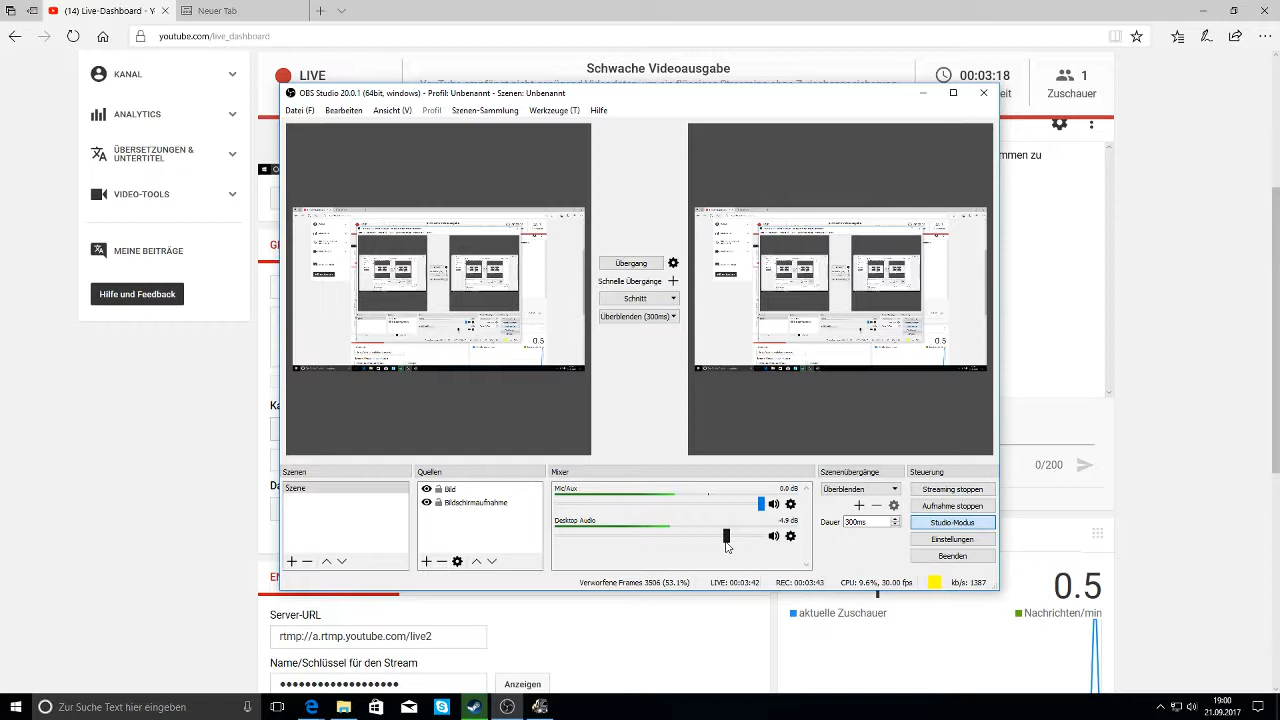 (14) Live-Dashboard - Y
Neuer Tab
youtube.com/live_dashboard
KANAL
ANALYTICS
ÜBERSETZUNGEN &
UNTERTITEL
VIDEO-TOOLS
MEINE BEITRÄGE
Hilfe und Feedback
LIVE
Schwache Videoausgabe
00:03:18
1
Zuschauer
OBS Studio 20.0.1 (64bit, windows) - Profil: Unbenannt - Szenen: Unbenannt
Datei (F)
Bearbeiten
Ansicht (V)
Profil
Szenen-Sammlung
Werkzeuge (T)
Hilfe
mmen zu
Übergang
Schnelle Übergänge
Schnitt
Überblenden (300ms)
0.5
0.5
Szenen
Szene
Quellen
Bild
Bildschirmaufnahme
Mixer
Mic/Aux
0.0 dB
Desktop Audio
-4.9 dB
Szenenübergänge
Überblenden
Dauer
300ms
Steuerung
Streaming stoppen
Aufnahme stoppen
Studio-Modus
Einstellungen
Beenden
0/200
Verworfene Frames 3506 (53.1%)
LIVE: 00:03:42
REC: 00:03:43
CPU: 9.6%, 30.00 fps
kb/s: 1387
Server-URL
rtmp://a.rtmp.youtube.com/live2
Name/Schlüssel für den Stream
Anzeigen
0.5
aktuelle Zuschauer
Nachrichten/min
Zur Suche Text hier eingeben
19:00
21.09.2017